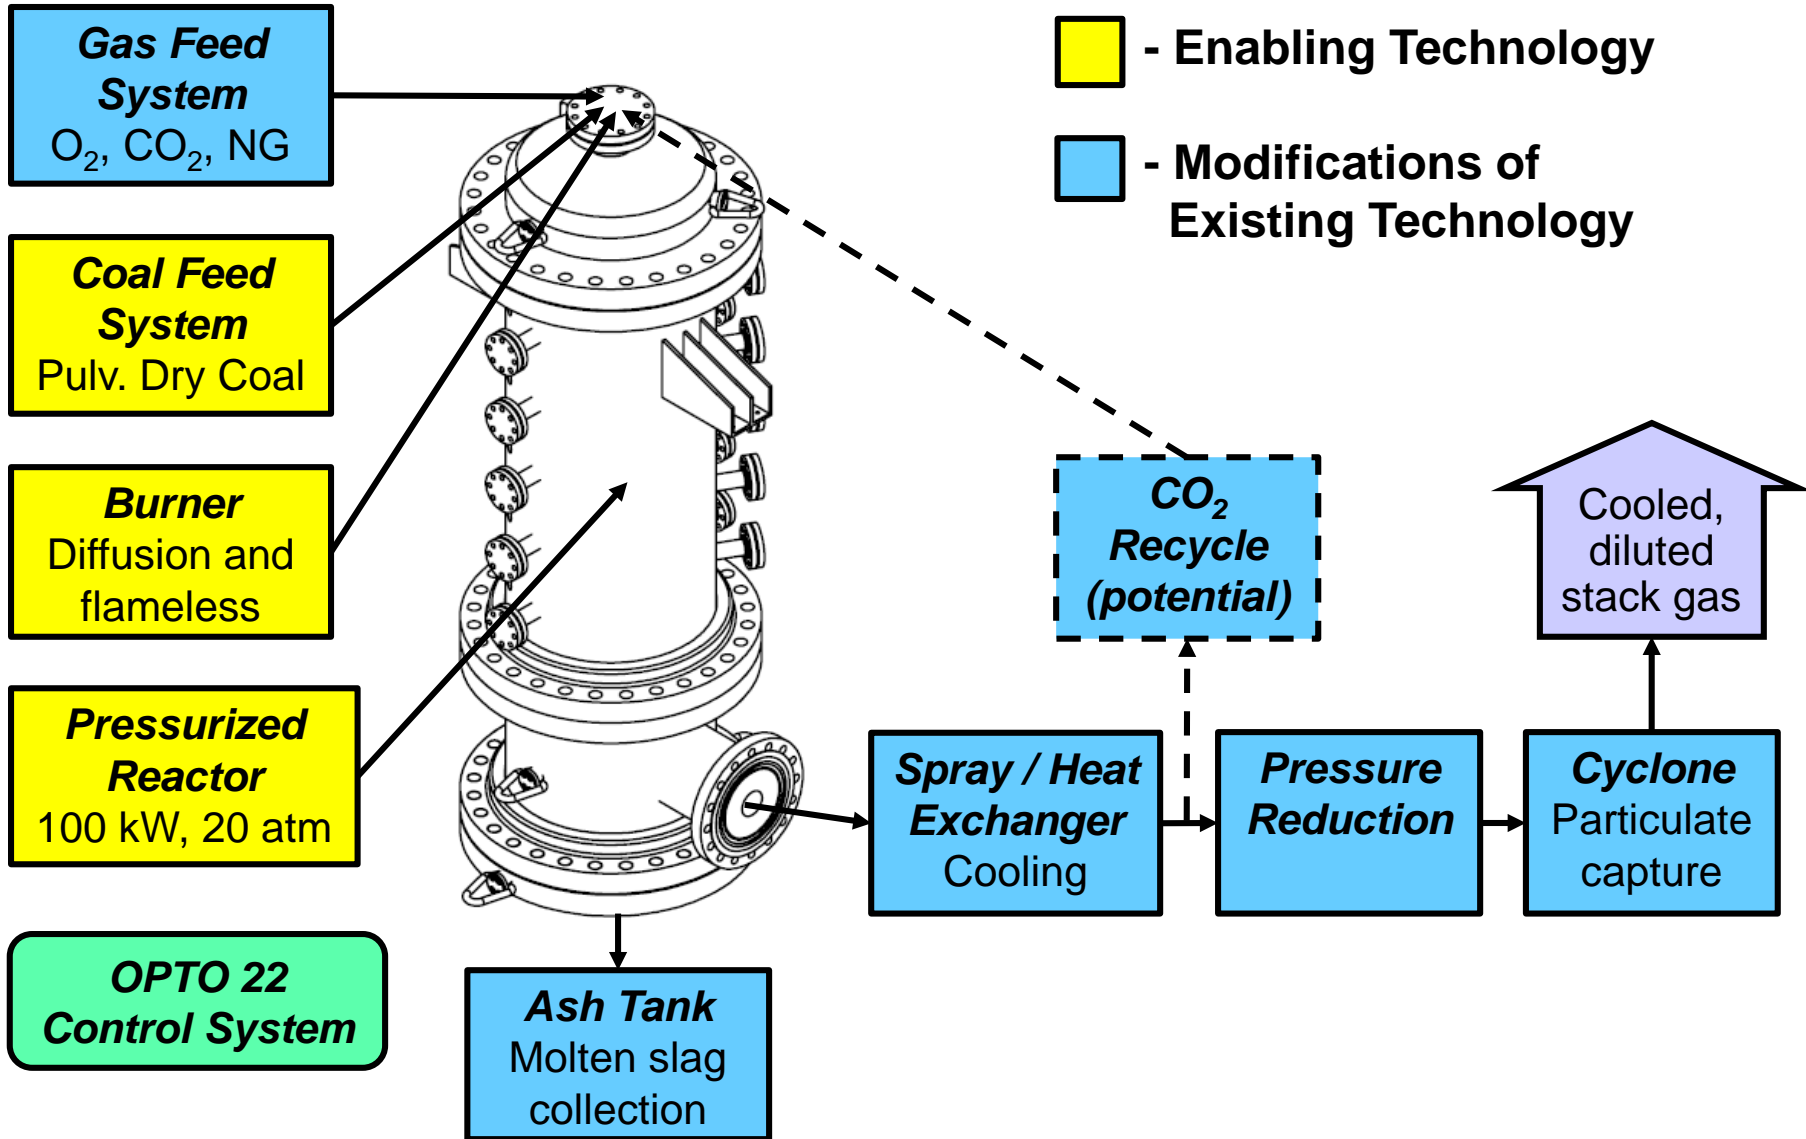 Gas Feed
System
O₂, CO₂, NG
Coal Feed
System
Pulv. Dry Coal
Burner
Diffusion and
flameless
Pressurized
Reactor
100 kW, 20 atm
OPTO 22
Control System
Ash Tank
Molten slag
collection
- Enabling Technology
- Modifications of
Existing Technology
CO₂
Recycle
(potential)
Spray / Heat
Exchanger
Cooling
Pressure
Reduction
Cyclone
Particulate
capture
Cooled,
diluted
stack gas